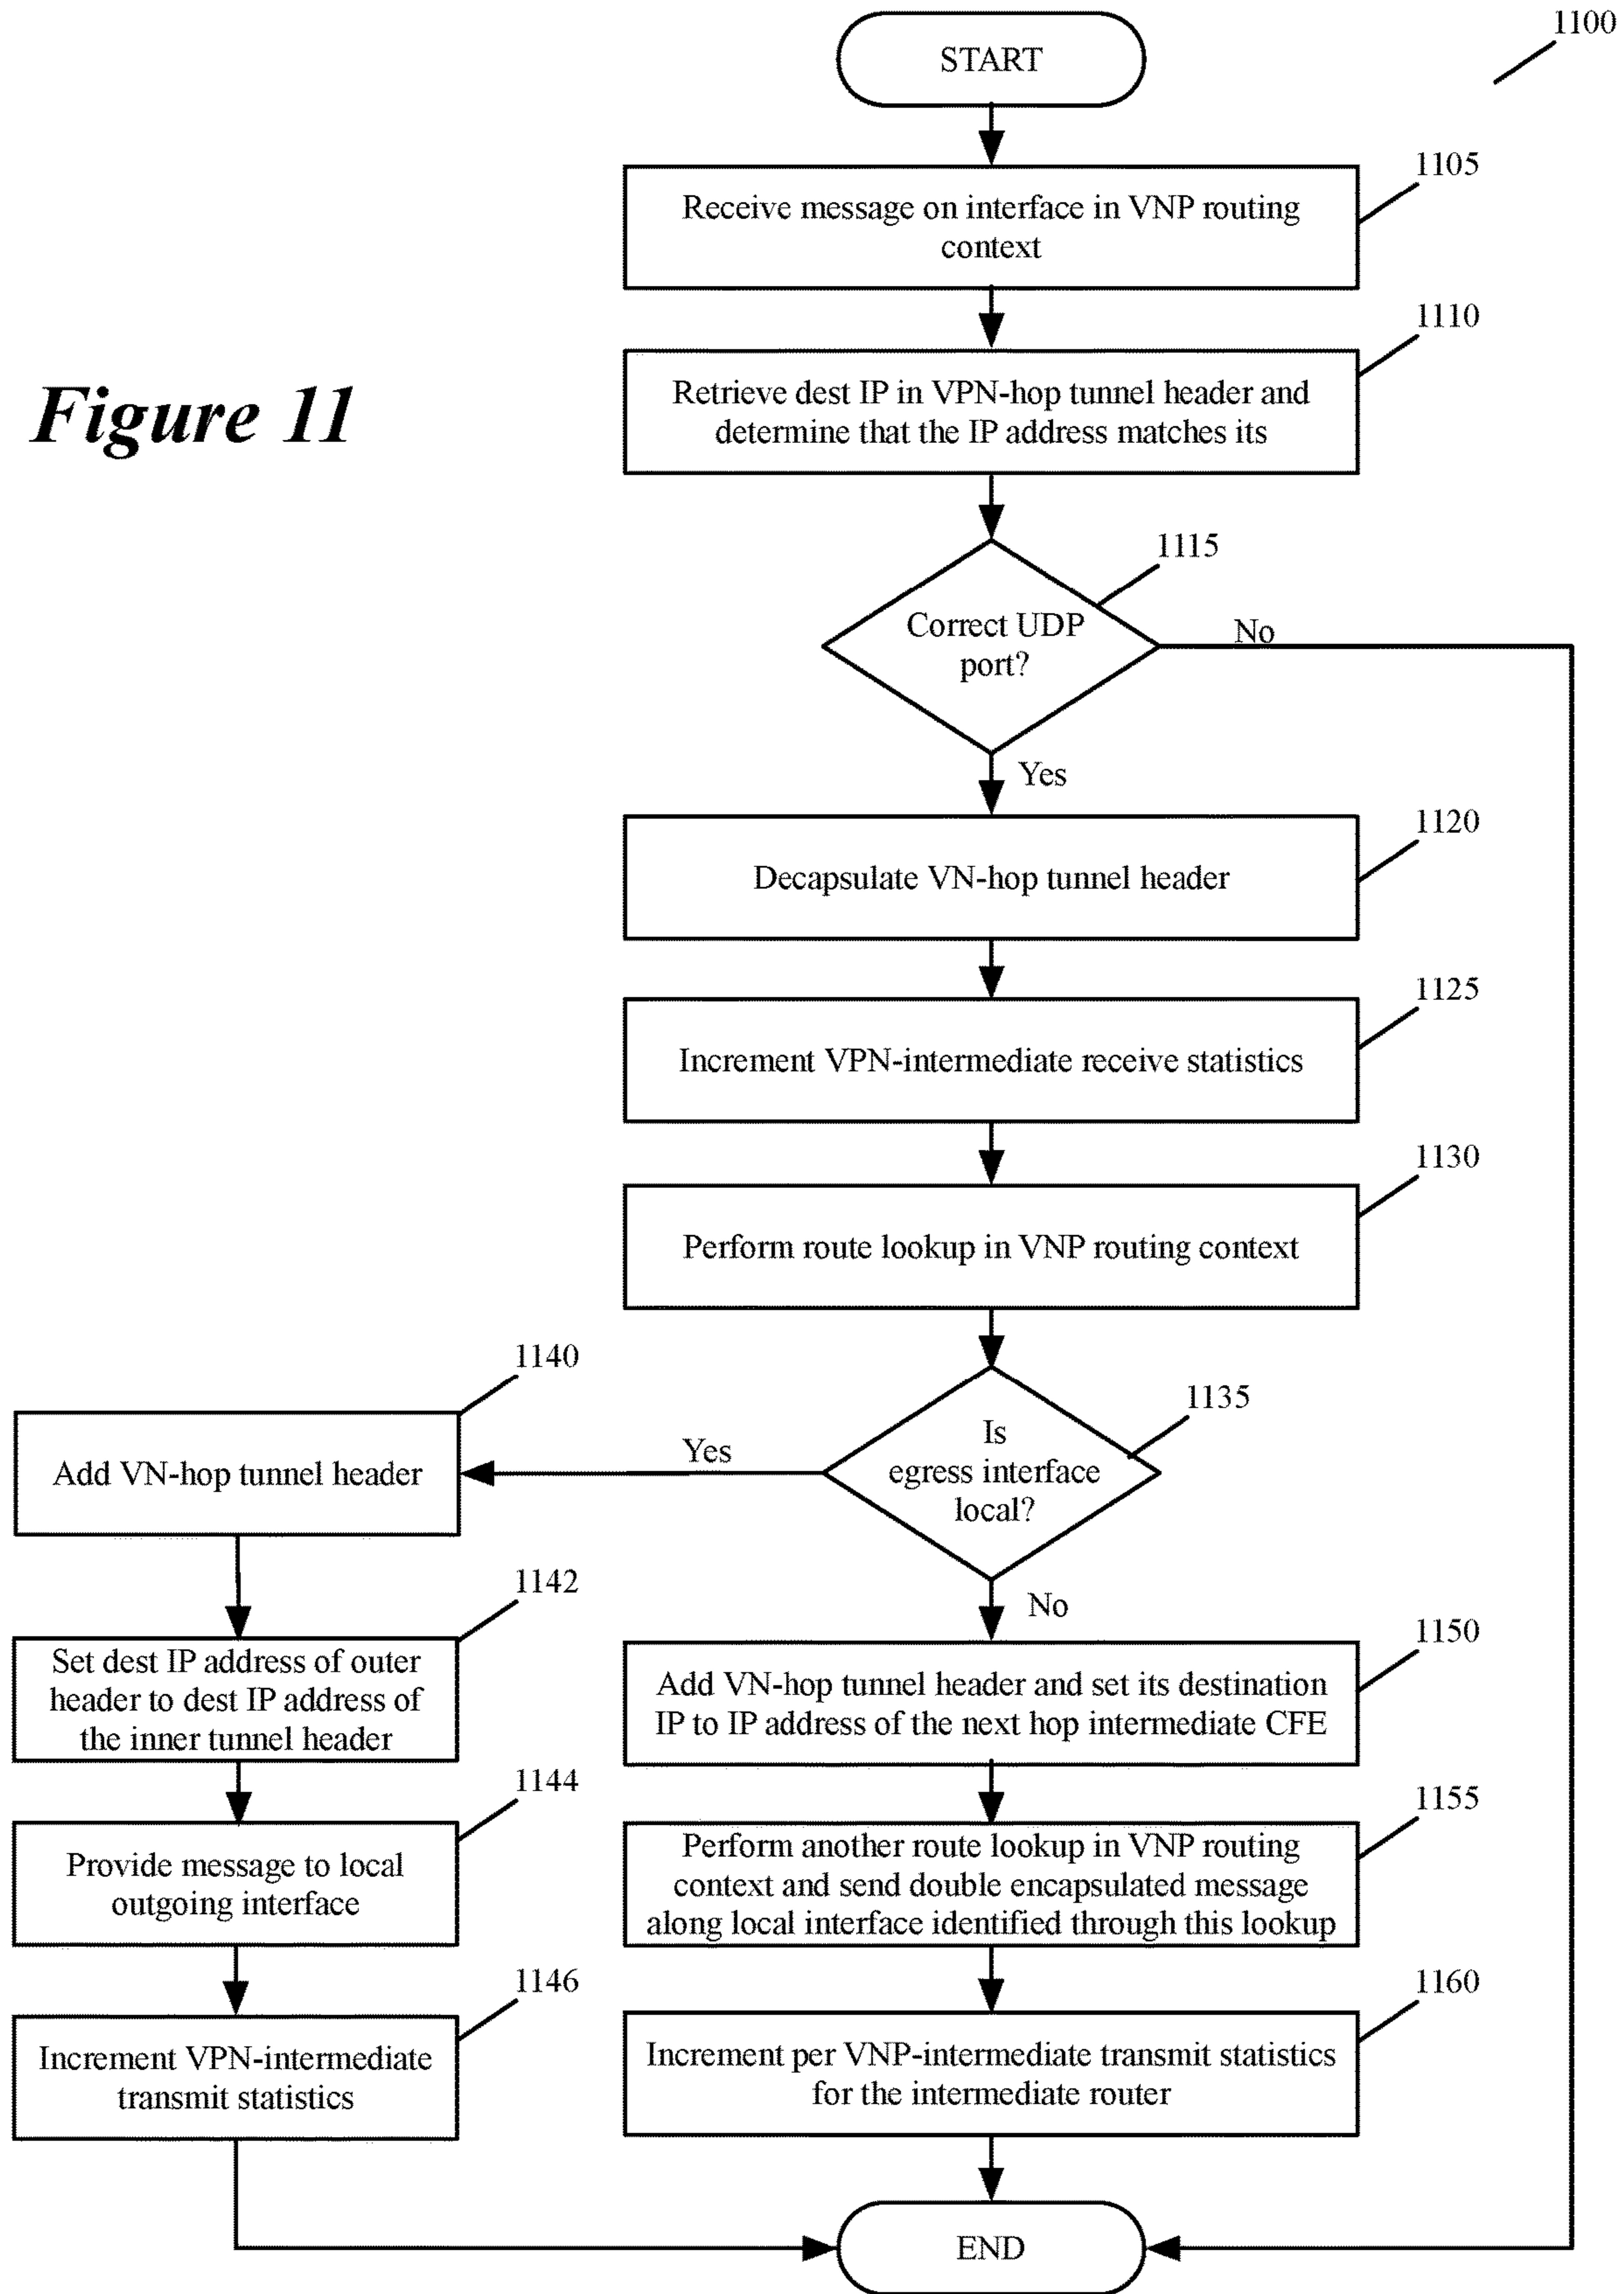 1100
START
1105
Receive message on interface in VNP routing
context
1110
Retrieve dest IP in VPN-hop tunnel header and
determine that the IP address matches its
Figure 11
1115
Correct UDP
port?
No
Yes
1120
Decapsulate VN-hop tunnel header
1125
Increment VPN-intermediate receive statistics
1130
Perform route lookup in VNP routing context
1135
Is
egress interface
local?
Yes
1140
Add VN-hop tunnel header
1142
Set dest IP address of outer
header to dest IP address of
the inner tunnel header
1144
Provide message to local
outgoing interface
1146
Increment VPN-intermediate
transmit statistics
No
1150
Add VN-hop tunnel header and set its destination
IP to IP address of the next hop intermediate CFE
1155
Perform another route lookup in VNP routing
context and send double encapsulated message
along local interface identified through this lookup
1160
Increment per VNP-intermediate transmit statistics
for the intermediate router
END